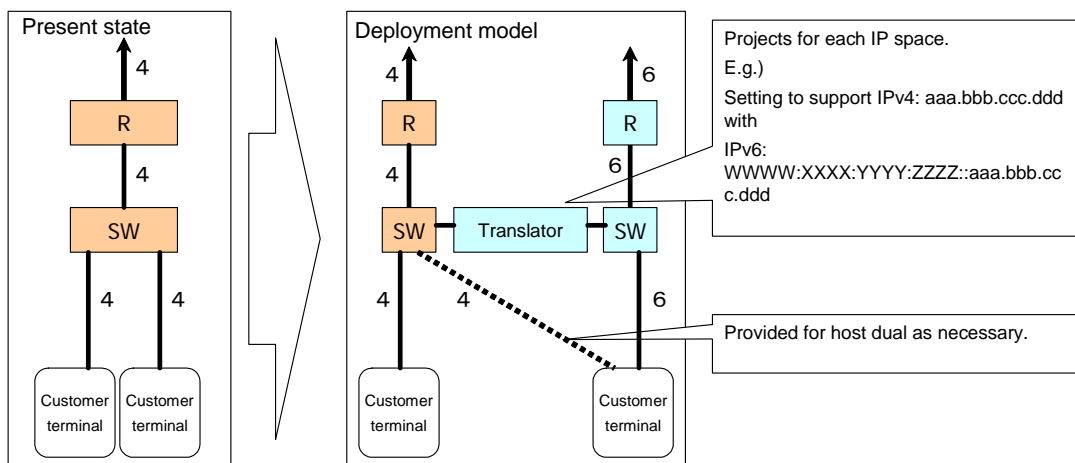 Present state
4
R
4
SW
4
4
Customer
terminal
Customer
terminal
Deployment model
4
6
R
R
4
6
SW
Translator
SW
4
4
6
Customer
terminal
Customer
terminal
Projects for each IP space.
E.g.)
Setting to support IPv4: aaa.bbb.ccc.ddd
with
IPv6:
WWWW:XXXX:YYYY:ZZZZ::aaa.bbb.cc
c.ddd
Provided for host dual as necessary.